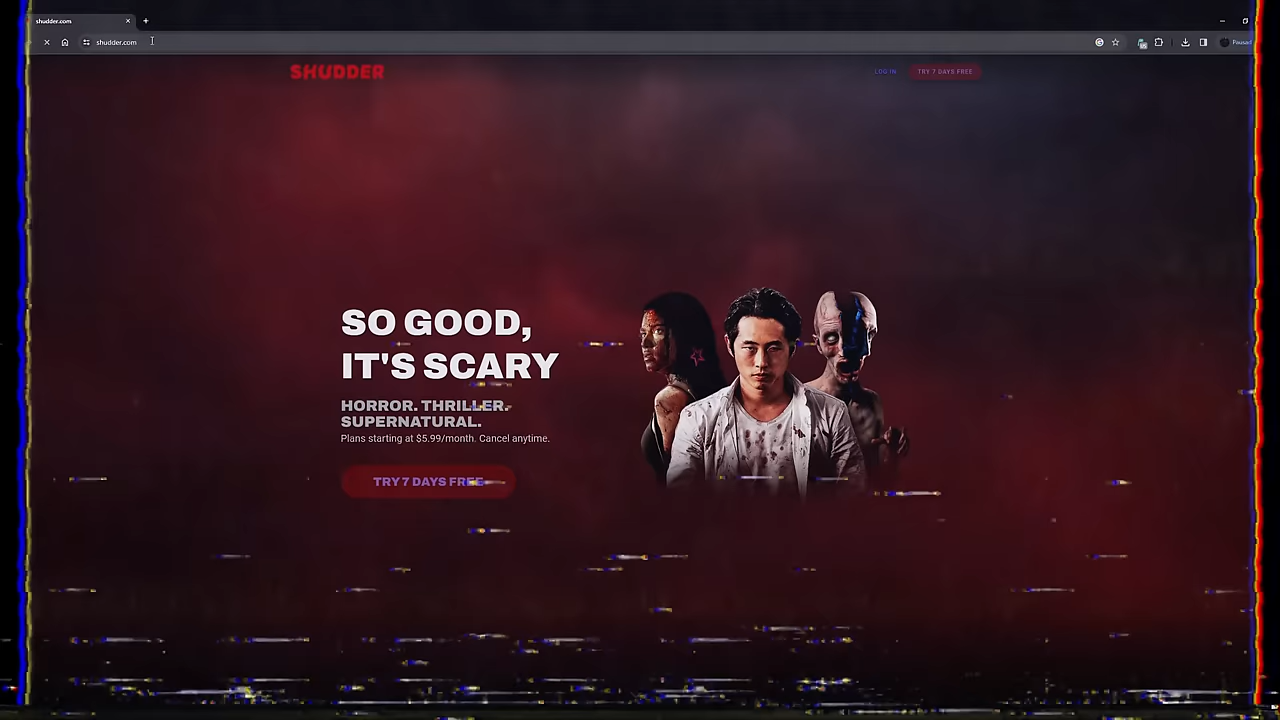 shudder.com
shudder.com
Pausad
SHUDDER
LOG IN
TRY 7 DAYS FREE
SO GOOD,
IT'S SCARY
HORROR. THRILLER.
SUPERNATURAL.
Plans starting at $5.99/month. Cancel anytime.
TRY 7 DAYS FREE